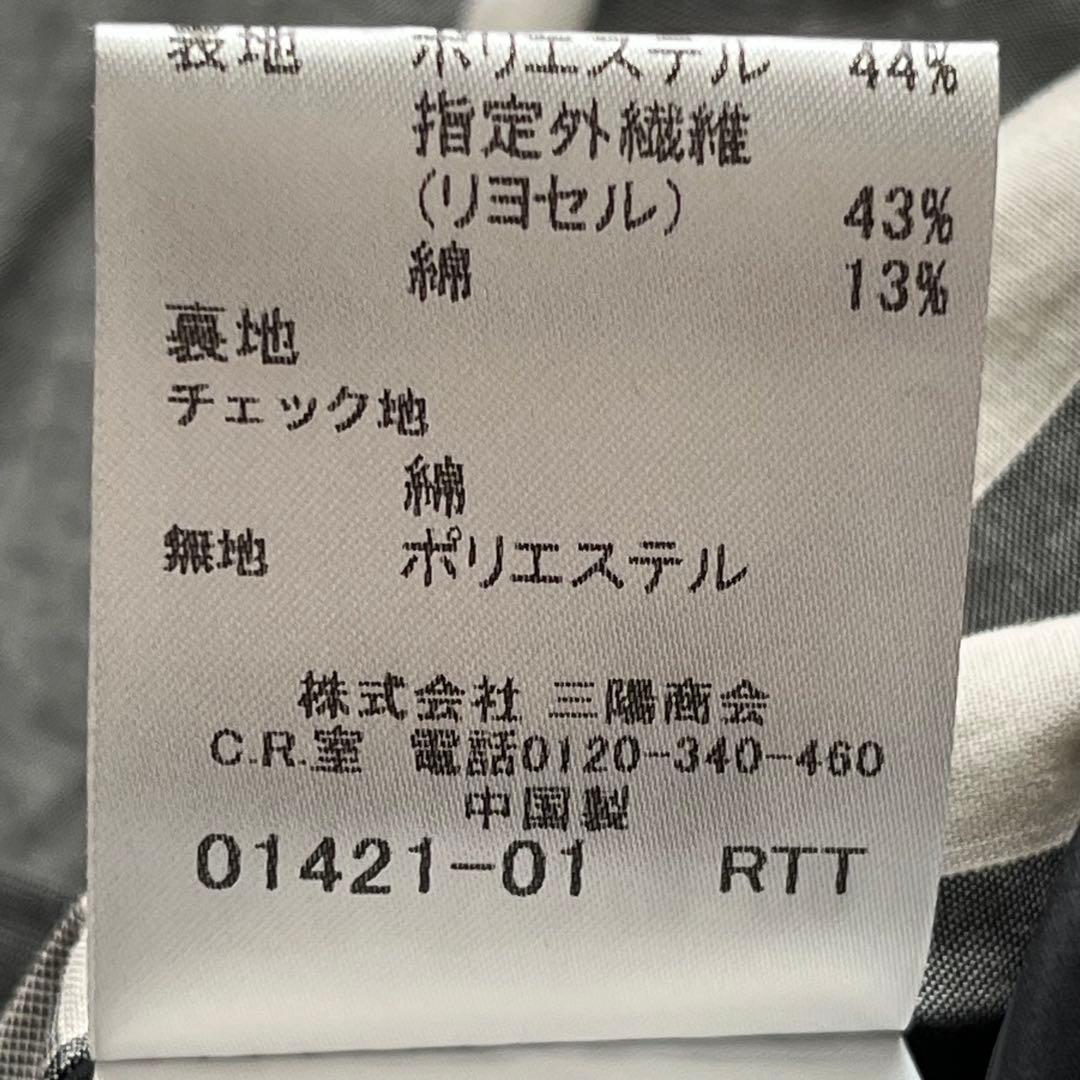 表地 ポリエステル 44%
指定外繊維
(リヨセル) 43%
綿 13%
裏地
チェック地
綿
無地 ポリエステル
株式会社 三陽商会
C.R.室 電話0120-340-460
中国製
01421-01 RTT